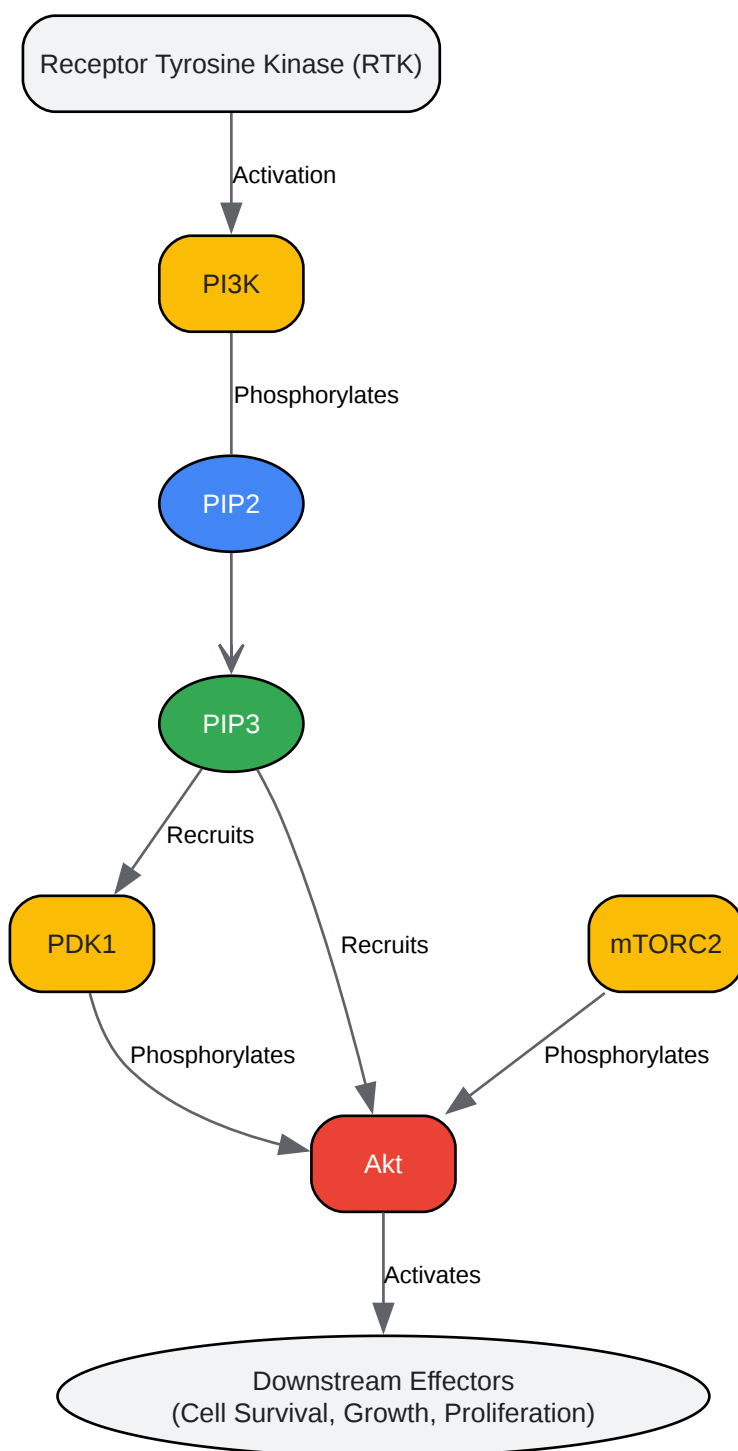 Receptor Tyrosine Kinase (RTK)
Activation
PI3K
Phosphorylates
PIP2
PIP3
Recruits
PDK1
Recruits
mTORC2
Phosphorylates
Phosphorylates
Akt
Activates
Downstream Effectors
(Cell Survival, Growth, Proliferation)